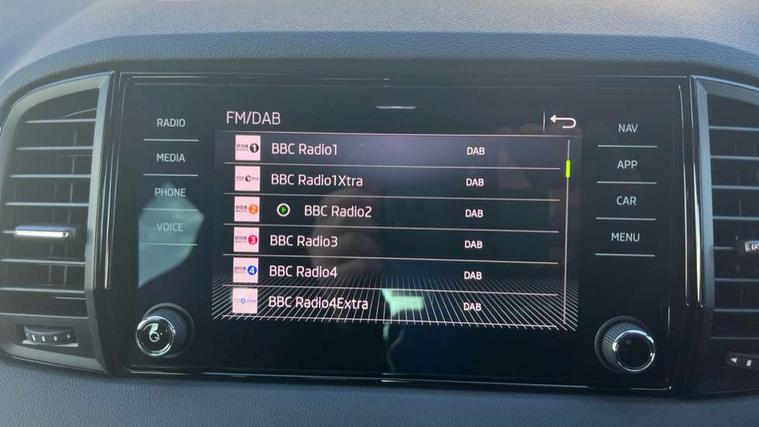 FM/DAB
RADIO
MEDIA
PHONE
VOICE
BBC Radio1 DAB
BBC Radio1Xtra DAB
BBC Radio2 DAB
BBC Radio3 DAB
BBC Radio4 DAB
BBC Radio4Extra DAB
NAV
APP
CAR
MENU